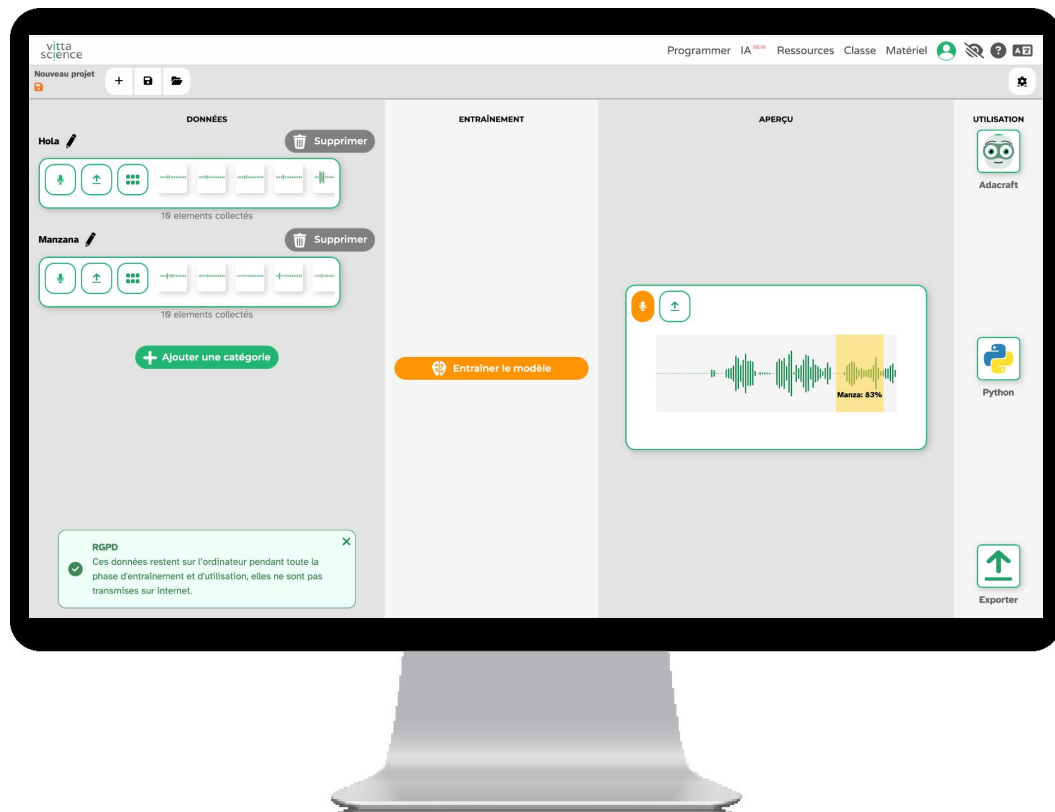 vitta
science
Programmer IA NEW Ressources Classe Matériel
Nouveau projet
DONNÉES
ENTRAÎNEMENT
APERÇU
UTILISATION
Hola
Supprimer
10 elements collectés
Manzana
Supprimer
10 elements collectés
Ajouter une catégorie
Entraîner le modèle
Manza: 83%
Adacraft
Python
Exporter
RGPD
Ces données restent sur l'ordinateur pendant toute la
phase d'entraînement et d'utilisation, elles ne sont pas
transmises sur internet.